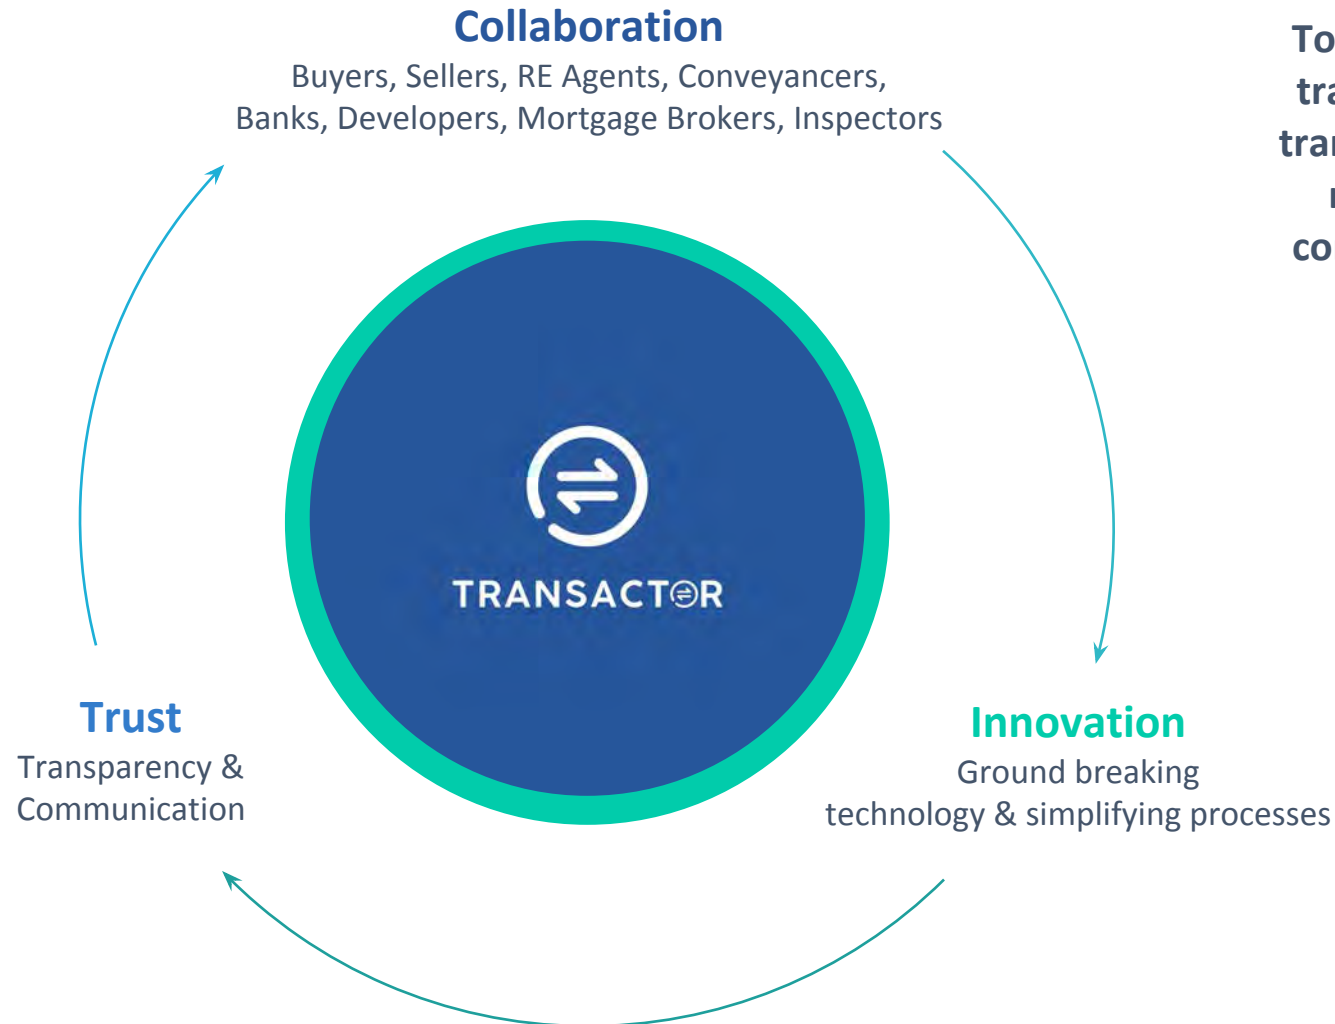 Collaboration
Buyers, Sellers, RE Agents, Conveyancers,
Banks, Developers, Mortgage Brokers, Inspectors
To
TRANSACTOR
Trust
Transparency &
Communication
Innovation
Ground breaking
technology & simplifying processes